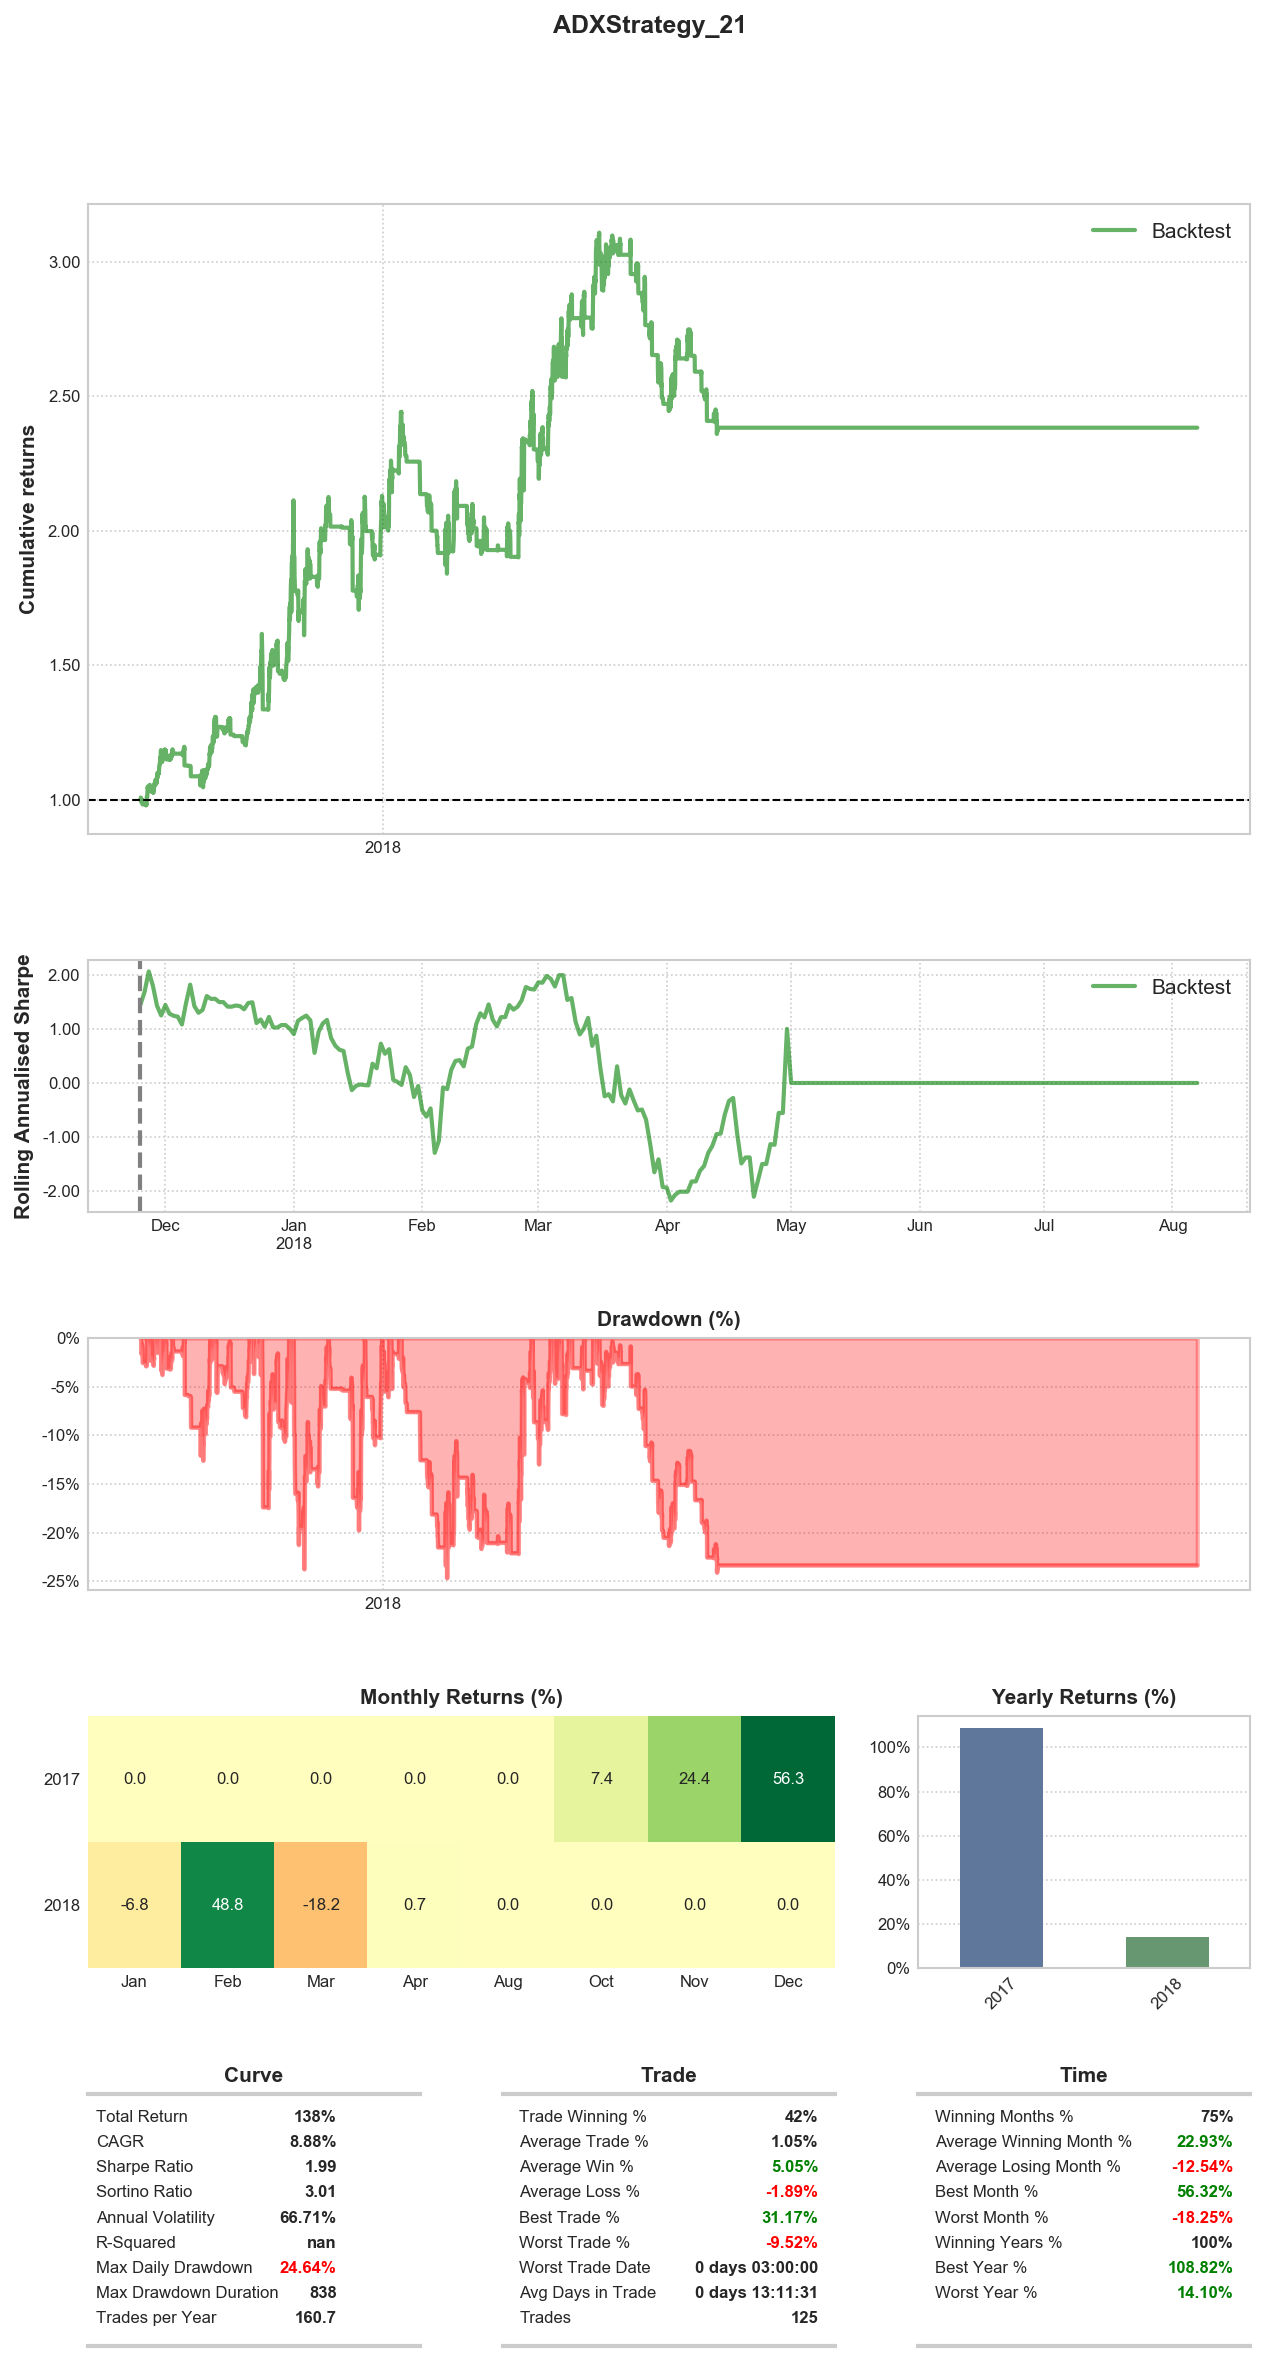 ADXStrategy_21
Backtest
3.00
2.50
2.00
1.50
1.00
Cumulative returns
2018
Backtest
2.00
1.00
0.00
-1.00
-2.00
Rolling Annualised Sharpe
Dec Jan Feb Mar Apr May Jun Jul Aug
2018
Drawdown (%)
0%
-5%
-10%
-15%
-20%
-25%
2018
Monthly Returns (%)
2017 0.0 0.0 0.0 0.0 0.0 7.4 24.4 56.3
2018 -6.8 48.8 -18.2 0.7 0.0 0.0 0.0 0.0
Jan Feb Mar Apr Aug Oct Nov Dec
Yearly Returns (%)
100%
80%
60%
40%
20%
0%
2017 2018
Curve
Total Return 138%
CAGR 8.88%
Sharpe Ratio 1.99
Sortino Ratio 3.01
Annual Volatility 66.71%
R-Squared nan
Max Daily Drawdown 24.64%
Max Drawdown Duration 838
Trades per Year 160.7
Trade
Trade Winning % 42%
Average Trade % 1.05%
Average Win % 5.05%
Average Loss % -1.89%
Best Trade % 31.17%
Worst Trade % -9.52%
Worst Trade Date 0 days 03:00:00
Avg Days in Trade 0 days 13:11:31
Trades 125
Time
Winning Months % 75%
Average Winning Month % 22.93%
Average Losing Month % -12.54%
Best Month % 56.32%
Worst Month % -18.25%
Winning Years % 100%
Best Year % 108.82%
Worst Year % 14.10%